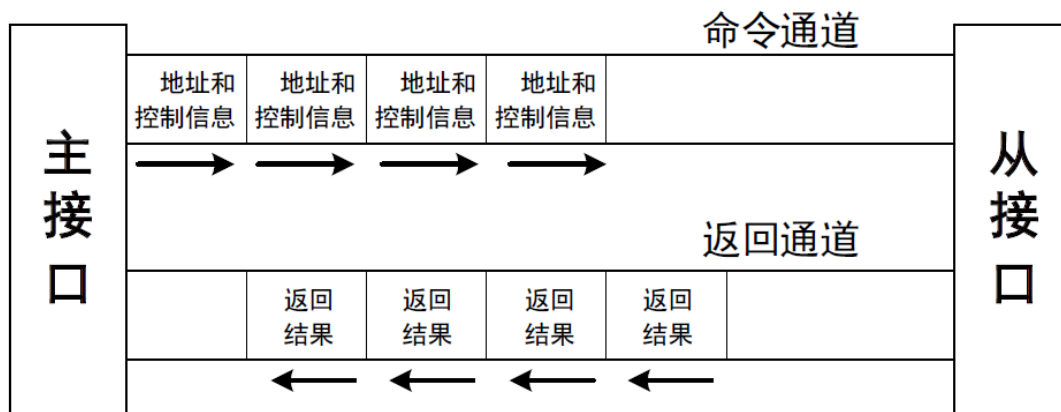 命令通道
地址和 地址和 地址和 地址和
控制信息 控制信息 控制信息 控制信息
主接口
从接口
返回通道
返回 返回 返回 返回
结果 结果 结果 结果